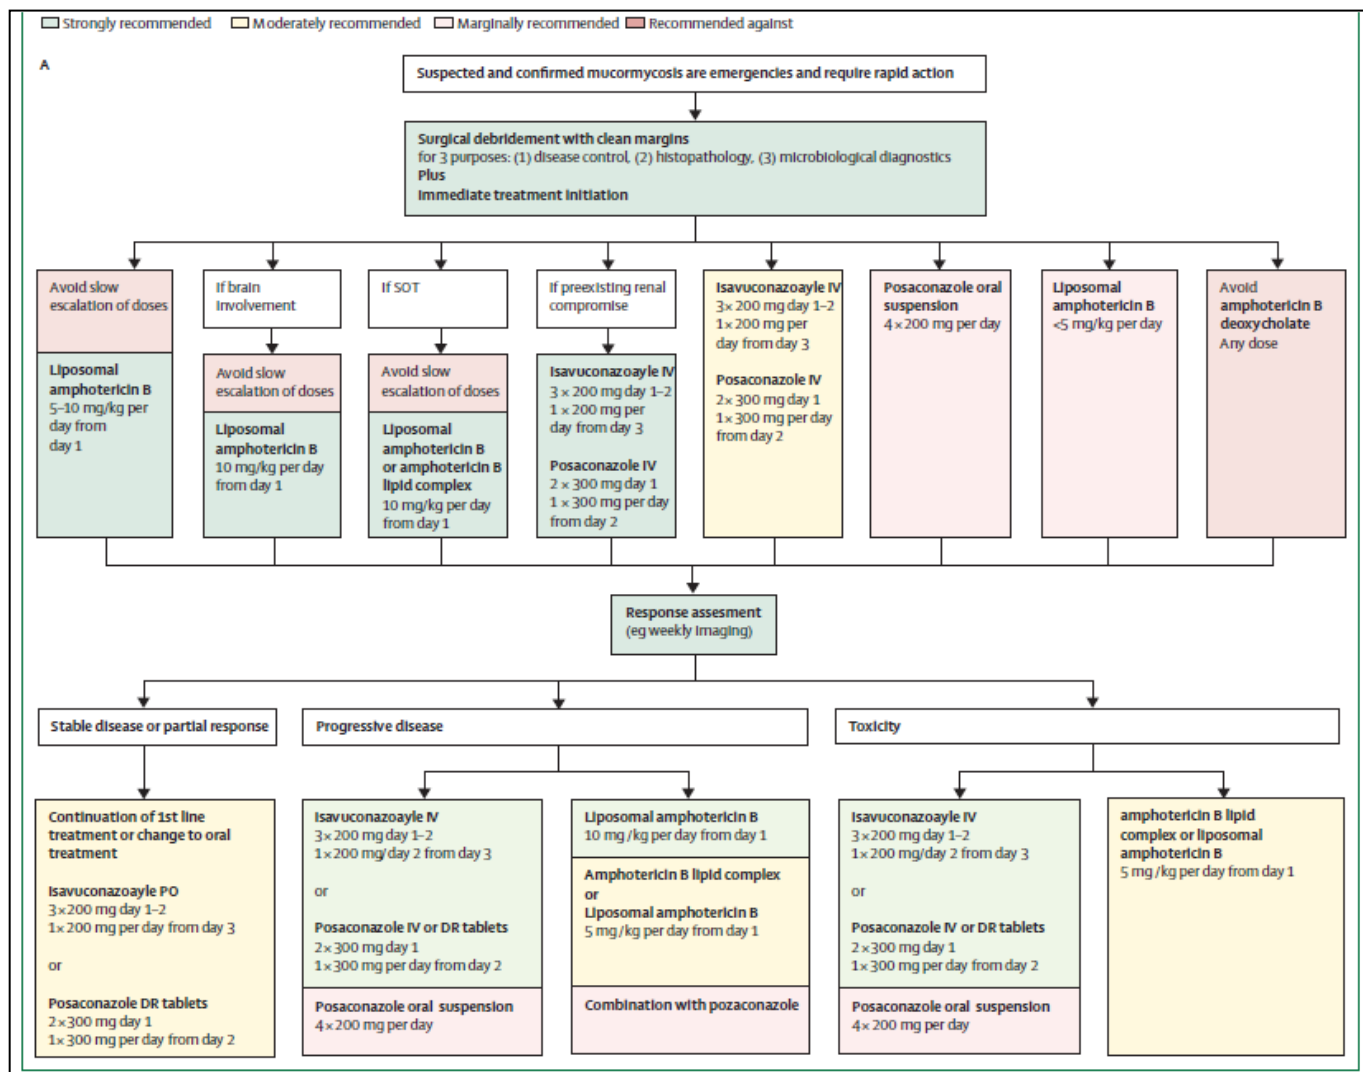 Strongly recommended Moderately recommended Marginally recommended Recommended against
A
Suspected and confirmed mucormycosis are emergencies and require rapid action
Surgical debridement with clean margins
for 3 purposes: (1) disease control, (2) histopathology, (3) microbiological diagnostics
Plus
Immediate treatment initiation
Avoid slow
escalation of doses
Liposomal
amphotericin B
5–10 mg/kg per
day from
day 1
If brain
involvement
Avoid slow
escalation of doses
Liposomal
amphotericin B
10 mg/kg per day
from day 1
If SOT
Avoid slow
escalation of doses
Liposomal
amphotericin B
or amphotericin B
lipid complex
10 mg/kg per day
from day 1
If preexisting renal
compromise
Isavuconazoayle IV
3 × 200 mg day 1–2
1 × 200 mg per
day from day 3
Posaconazole IV
2 × 300 mg day 1
1 × 300 mg per day
from day 2
Isavuconazoayle IV
3× 200 mg day 1–2
1× 200 mg per
day from day 3
Posaconazole IV
2× 300 mg day 1
1× 300 mg per day
from day 2
Posaconazole oral
suspension
4× 200 mg per day
Liposomal
amphotericin B
<5 mg/kg per day
Avoid
amphotericin B
deoxycholate
Any dose
Response assesment
(eg weekly imaging)
Stable disease or partial response
Progressive disease
Toxicity
Continuation of 1st line
treatment or change to oral
treatment
Isavuconazoayle PO
3× 200 mg day 1–2
1× 200 mg per day from day 3
or
Posaconazole DR tablets
2× 300 mg day 1
1× 300 mg per day from day 2
Isavuconazoayle IV
3× 200 mg day 1–2
1× 200 mg/day 2 from day 3
or
Posaconazole IV or DR tablets
2× 300 mg day 1
1× 300 mg per day from day 2
Posaconazole oral suspension
4× 200 mg per day
Liposomal amphotericin B
10 mg/kg per day from day 1
Amphotericin B lipid complex
or
Liposomal amphotericin B
5 mg/kg per day from day 1
Combination with pozaconazole
Isavuconazoayle IV
3× 200 mg day 1–2
1× 200 mg/day 2 from day 3
or
Posaconazole IV or DR tablets
2× 300 mg day 1
1× 300 mg per day from day 2
Posaconazole oral suspension
4× 200 mg per day
amphotericin B lipid
complex or liposomal
amphotericin B
5 mg/kg per day from day 1